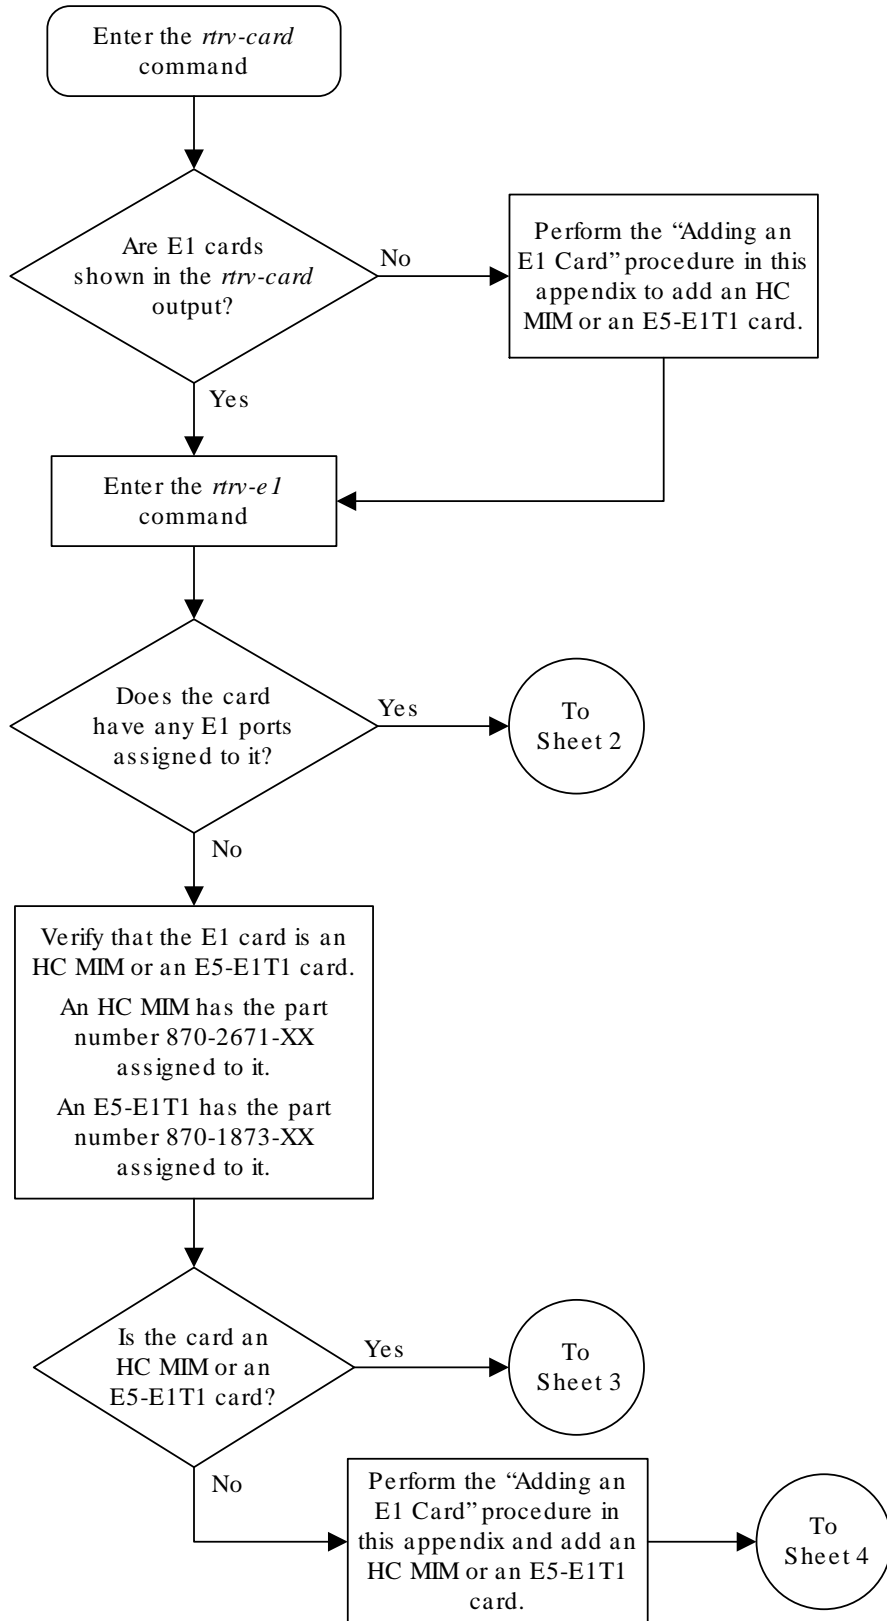 Enter the rtrv-card
command
Are E1 cards
shown in the rtrv-card
output?
No
Perform the “Adding an
E1 Card” procedure in this
appendix to add an HC
MIM or an E5-E1T1 card.
Yes
Enter the rtrv-e1
command
Does the card
have any E1 ports
assigned to it?
Yes
To
Sheet 2
No
Verify that the E1 card is an
HC MIM or an E5-E1T1 card.
An HC MIM has the part
number 870-2671-XX
assigned to it.
An E5-E1T1 has the part
number 870-1873-XX
assigned to it.
Is the card an
HC MIM or an
E5-E1T1 card?
Yes
To
Sheet 3
No
Perform the “Adding an
E1 Card” procedure in
this appendix and add an
HC MIM or an E5-E1T1
card.
To
Sheet 4